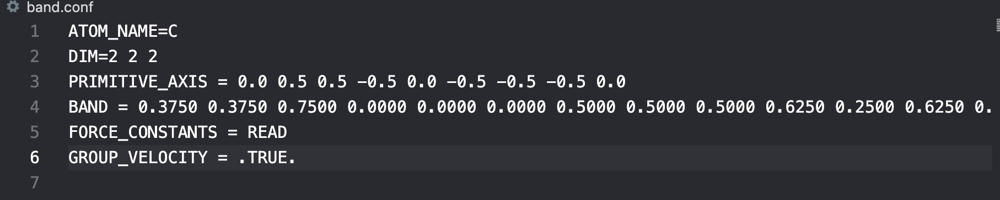 band.conf
1 ATOM_NAME=C
2 DIM=2 2 2
3 PRIMITIVE_AXIS = 0.0 0.5 0.5 -0.5 0.0 -0.5 -0.5 -0.5 0.0
4 BAND = 0.3750 0.3750 0.7500 0.0000 0.0000 0.0000 0.5000 0.5000 0.5000 0.6250 0.2500 0.6250 0.
5 FORCE_CONSTANTS = READ
6 GROUP_VELOCITY = .TRUE.
7